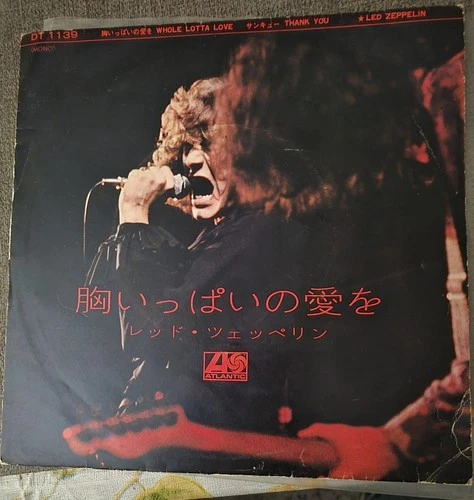 DT 1139 胸いっぱいの愛を WHOLE LOTTA LOVE サンキュー THANK YOU ★LED ZEPPELIN
(MONO)
胸いっぱいの愛を
レッド・ツェッペリン
ATLANTIC